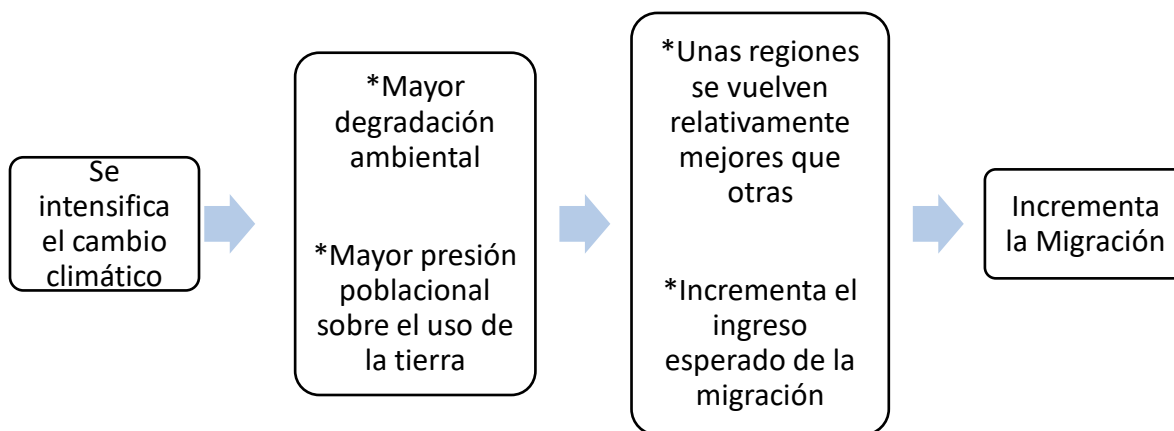 Se
intensifica
el cambio
climático
*Mayor
degradación
ambiental
*Mayor presión
poblacional
sobre el uso de
la tierra
*Unas regiones
se vuelven
relativamente
mejores que
otras
*Incrementa el
ingreso
esperado de la
migración
Incrementa
la Migración